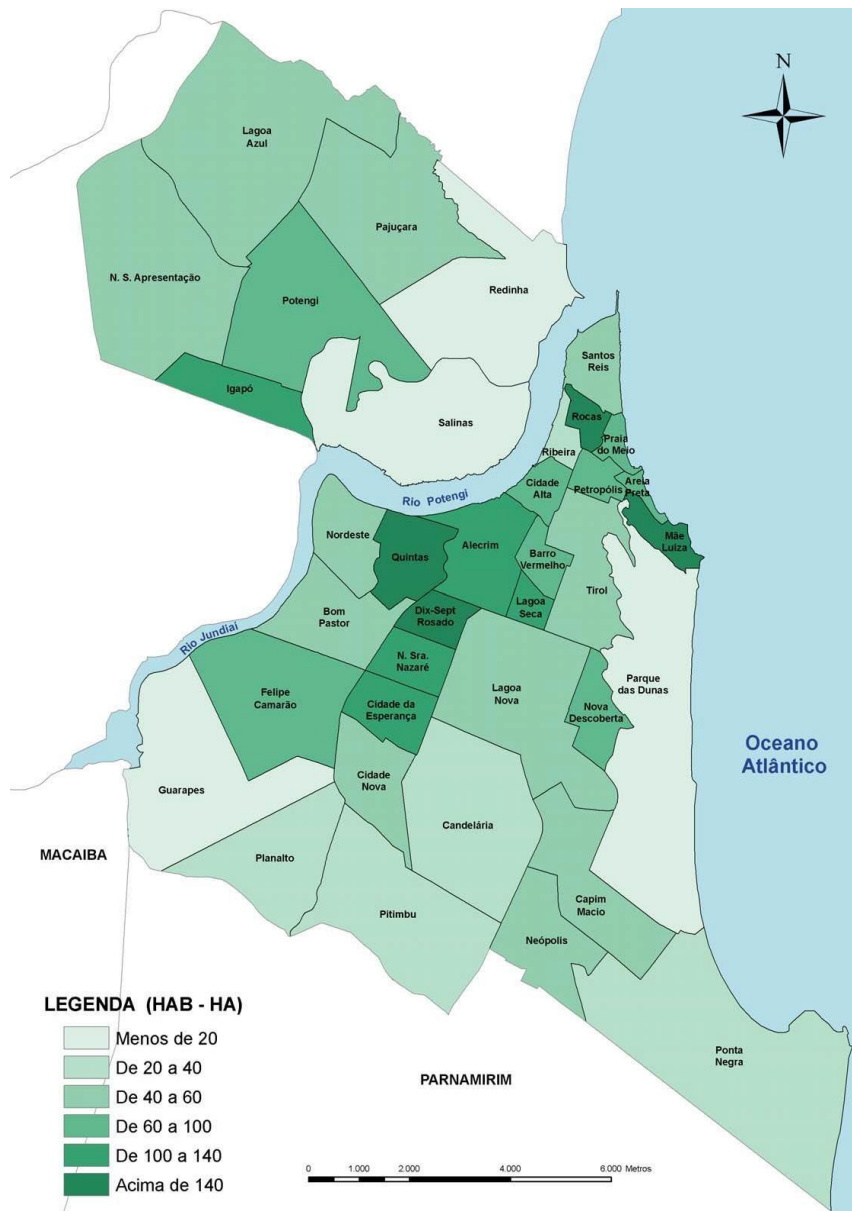 N
Lagoa
Azul
Pajuçara
N. S. Apresentação
Redinha
Potengi
Santos
Reis
Igapó
Rocas
Salinas
Praia
do Meio
Ribeira
Rio Potengi
Cidade
Alta
Petropólis
Areia
Preta
Nordeste
Quintas
Alecrim
Mãe
Luiza
Barro
Vermelho
Tirol
Lagoa
Seca
Bom
Pastor
Dix-Sept
Rosado
Rio Jundiaí
N. Sra.
Nazaré
Parque
das Dunas
Felipe
Camarão
Cidade da
Esperança
Lagoa
Nova
Nova
Descoberta
Oceano
Atlântico
Cidade
Nova
Guarapes
Candelária
MACAIBA
Planalto
Pitimbu
Capim
Macio
Neópolis
LEGENDA (HAB - HA)
Menos de 20
De 20 a 40
De 40 a 60
De 60 a 100
De 100 a 140
Acima de 140
Ponta
Negra
PARNAMIRIM
0 1.000 2.000 4.000 6.000 Metros